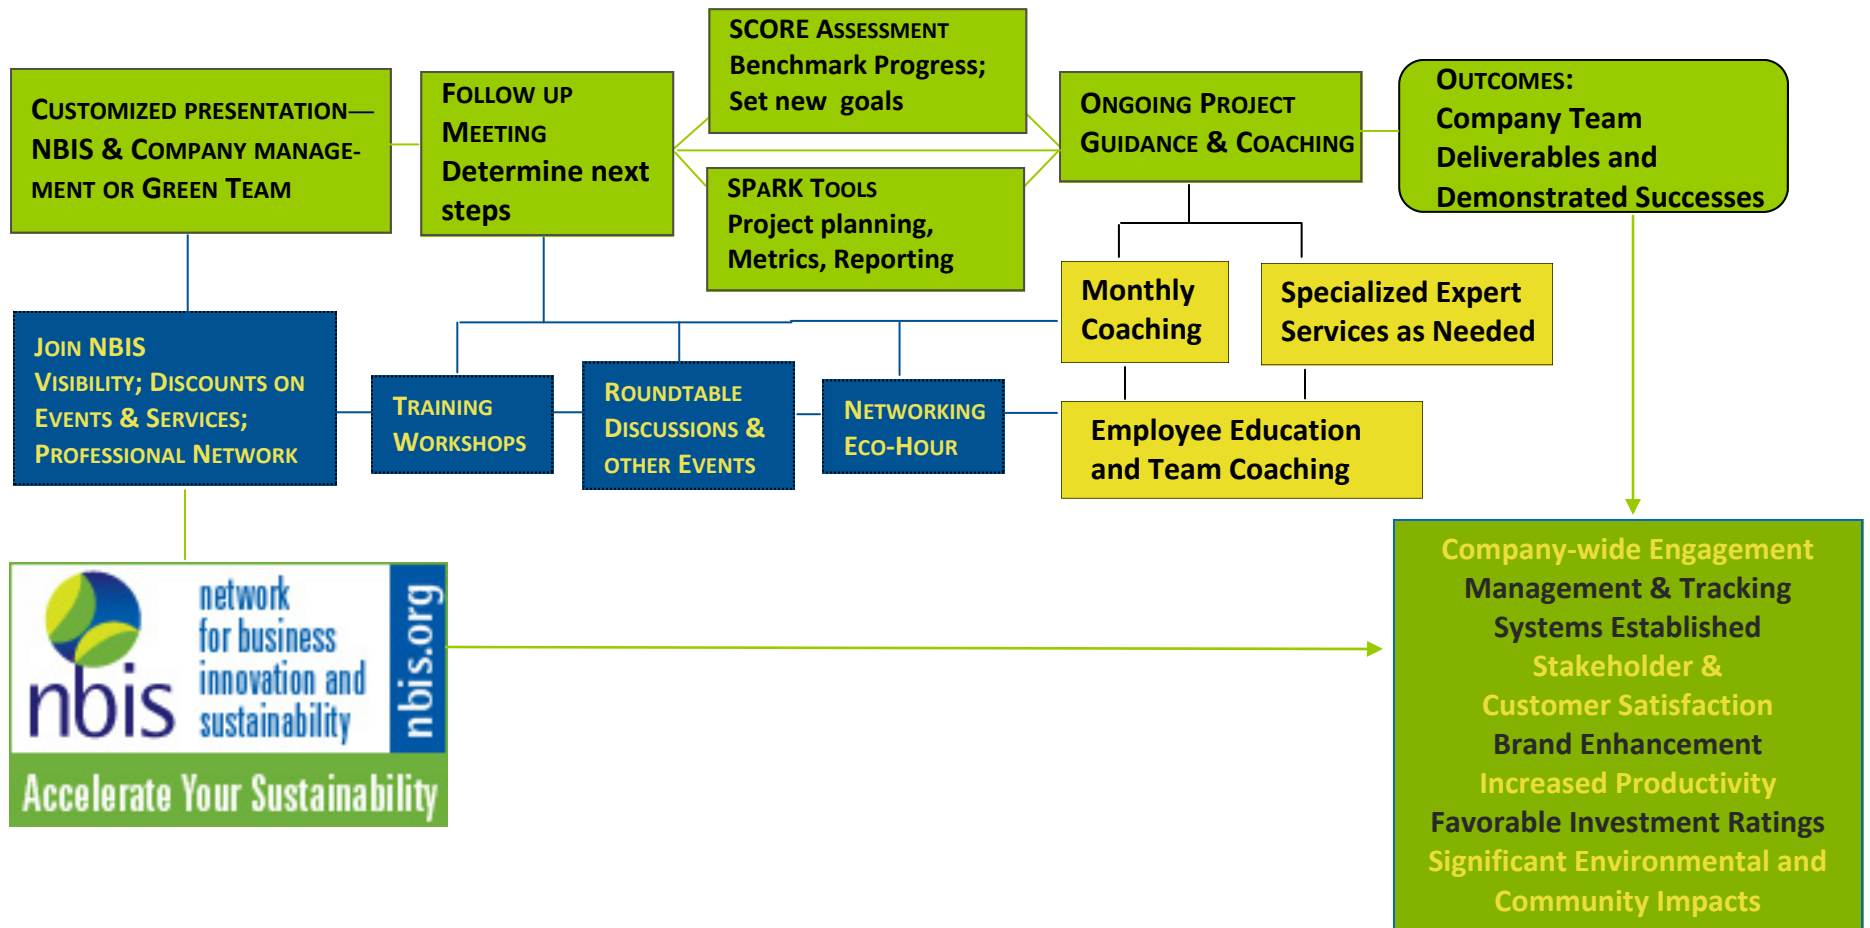 CUSTOMIZED PRESENTATION—
NBIS & COMPANY MANAGE-
MENT OR GREEN TEAM
FOLLOW UP
MEETING
Determine next
steps
SCORE ASSESSMENT
Benchmark Progress;
Set new goals
SPARK TOOLS
Project planning,
Metrics, Reporting
ONGOING PROJECT
GUIDANCE & COACHING
OUTCOMES:
Company Team
Deliverables and
Demonstrated Successes
Monthly
Coaching
Specialized Expert
Services as Needed
JOIN NBIS
VISIBILITY; DISCOUNTS ON
EVENTS & SERVICES;
PROFESSIONAL NETWORK
TRAINING
WORKSHOPS
ROUNDTABLE
DISCUSSIONS &
OTHER EVENTS
NETWORKING
ECO-HOUR
Employee Education
and Team Coaching
nbis
network
for business
innovation and
sustainability
nbis.org
Accelerate Your Sustainability
Company-wide Engagement
Management & Tracking
Systems Established
Stakeholder &
Customer Satisfaction
Brand Enhancement
Increased Productivity
Favorable Investment Ratings
Significant Environmental and
Community Impacts